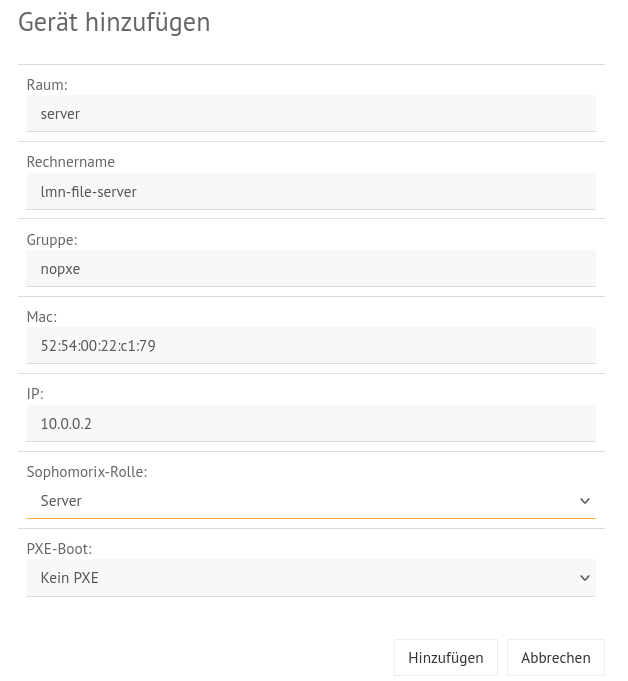 Gerät hinzufügen
Raum:
server
Rechnername
lmn-file-server
Gruppe:
nopxe
Mac:
52:54:00:22:c1:79
IP:
10.0.0.2
Sophomorix-Rolle:
Server
PXE-Boot:
Kein PXE
Hinzufügen Abbrechen